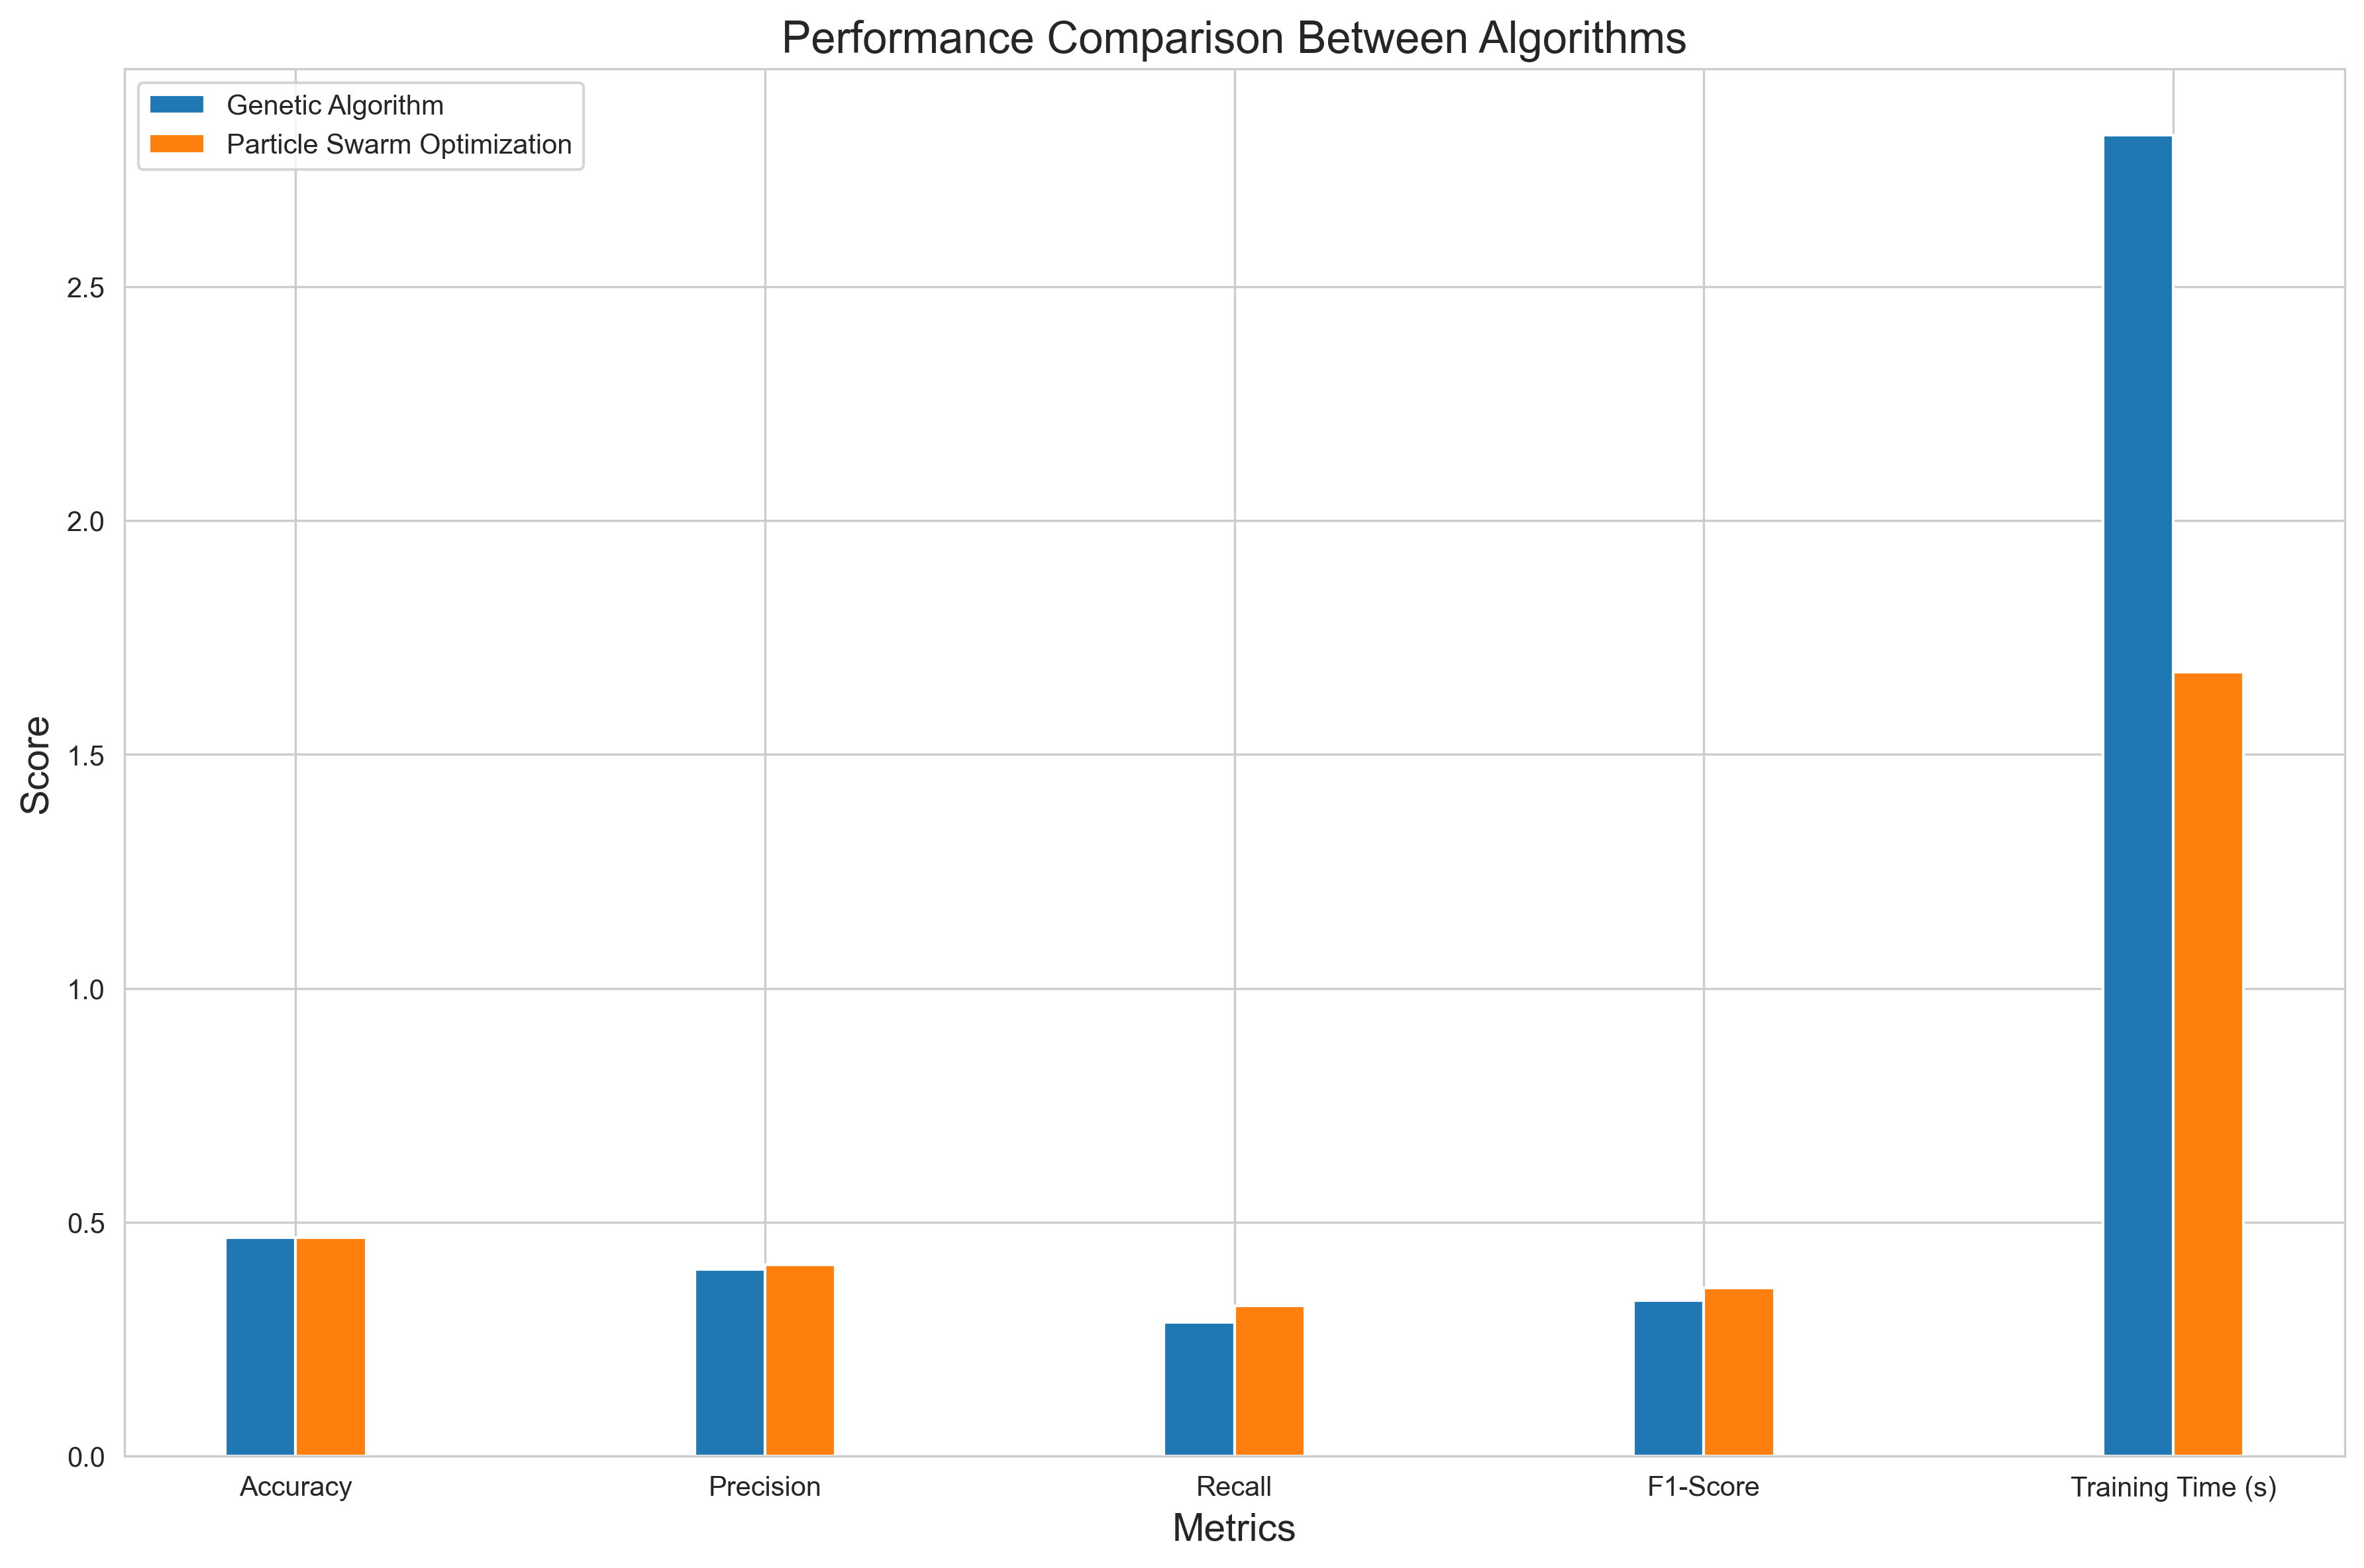 Performance Comparison Between Algorithms
Genetic Algorithm
Particle Swarm Optimization
Score
2.5
2.0
1.5
1.0
0.5
0.0
Accuracy
Precision
Recall
F1-Score
Training Time (s)
Metrics